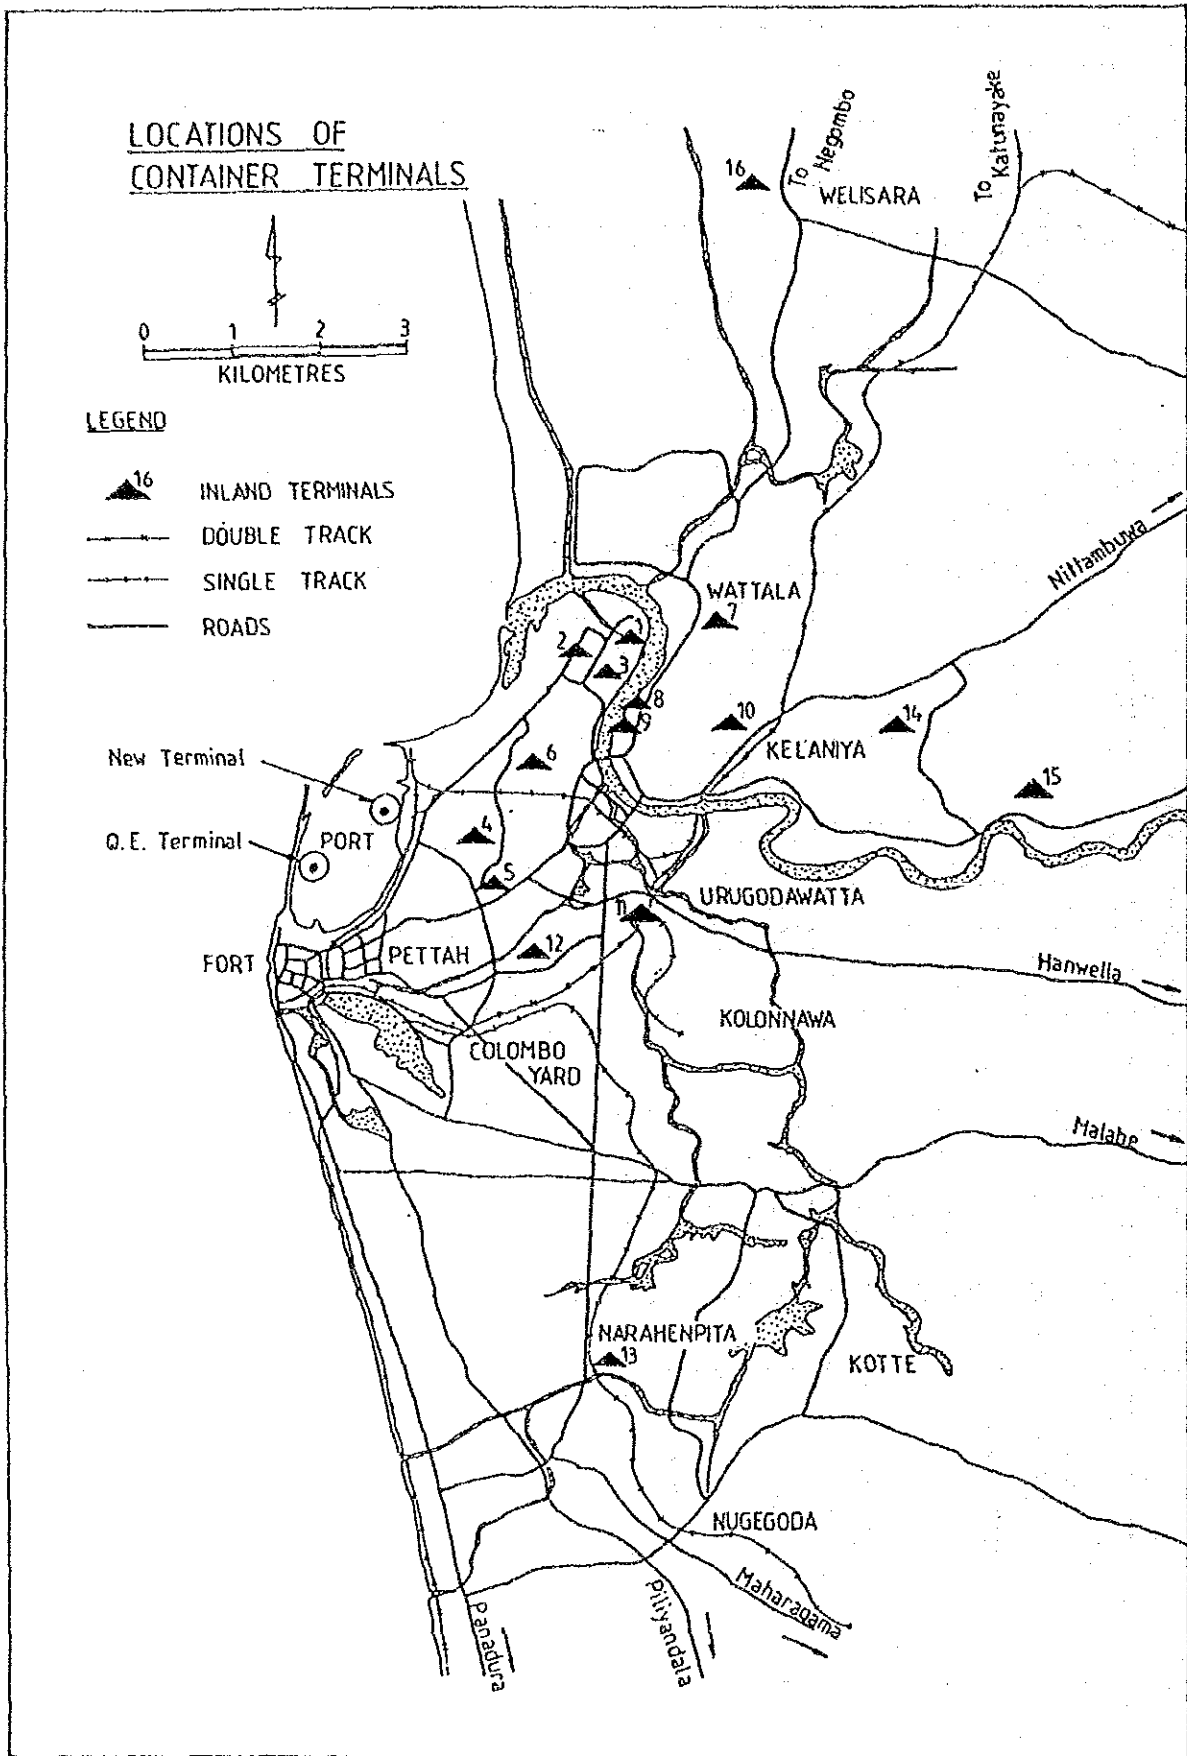 LOCATIONS OF
CONTAINER TERMINALS
0 1 2 3
KILOMETRES
LEGEND
16 INLAND TERMINALS
DOUBLE TRACK
SINGLE TRACK
ROADS
To Negombo
To Katunayake
16
WELISARA
Nittambuwa
WATTALA
7
1
2
3
8
9
10
14
KELANIYA
15
6
New Terminal
Q.E. Terminal
PORT
4
5
URUGODAWATTA
11
12
FORT
PETTAH
Hanwella
KOLONNAWA
COLOMBO
YARD
Malabe
NARAHENPITA
13
KOTTE
NUGEGODA
Maharagama
Piliyandala
Panadura